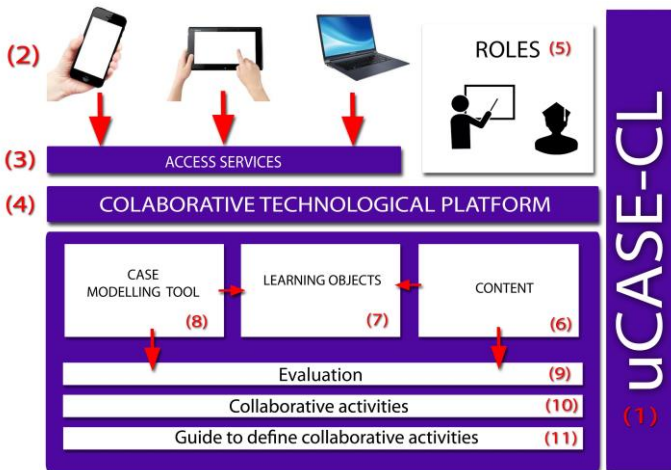 (2)
ROLES (5)
(3)
ACCESS SERVICES
(4)
COLABORATIVE TECHNOLOGICAL PLATFORM
CASE
MODELLING TOOL
(8)
LEARNING OBJECTS
(7)
CONTENT
(6)
Evaluation (9)
Collaborative activities (10)
Guide to define collaborative activities (11)
uCASE-CL
(1)